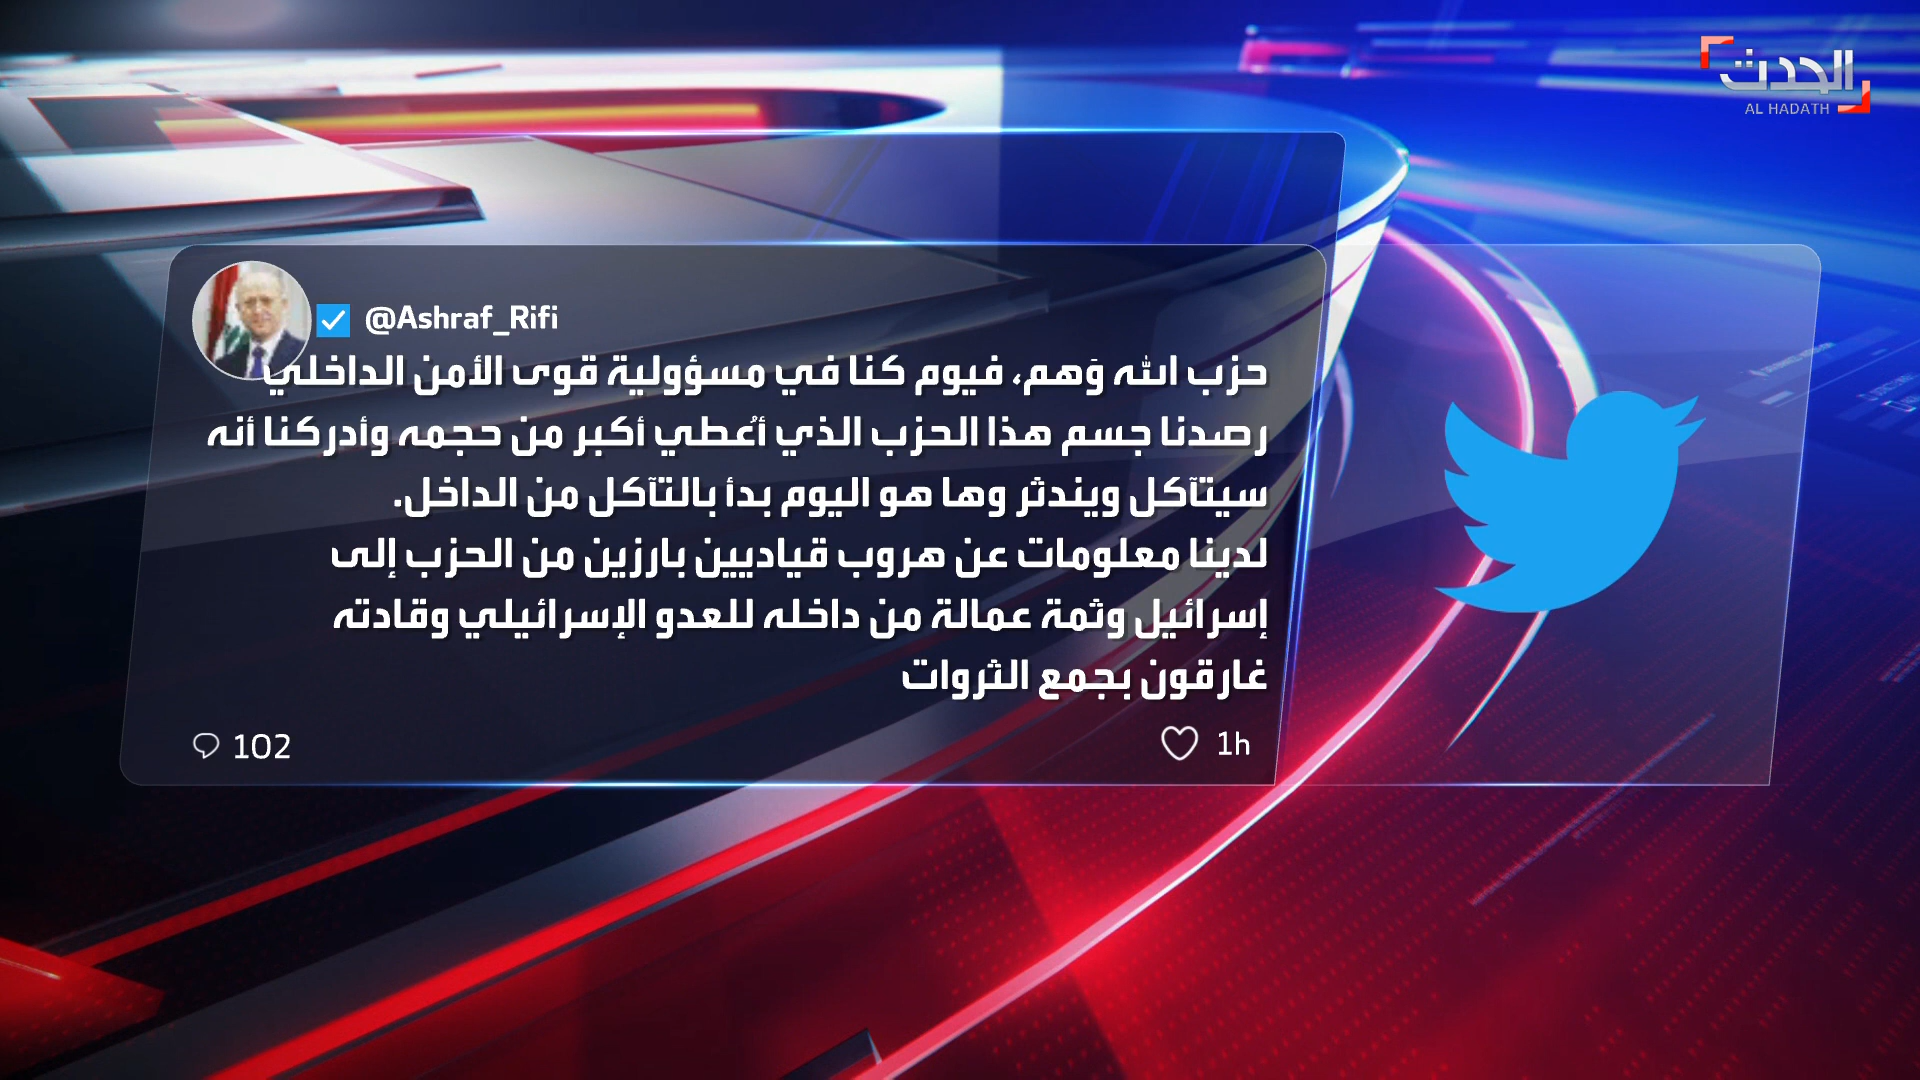 الحدث
AL HADATH
@Ashraf_Rifi
حزب الله وَهم، فيوم كنا في مسؤولية قوى الأمن الداخلي
رصدنا جسم هذا الحزب الذي أُعطي أكبر من حجمه وأدركنا أنه
سيتآكل ويندثر وها هو اليوم بدأ بالتآكل من الداخل.
لدينا معلومات عن هروب قياديين بارزين من الحزب إلى
إسرائيل وثمة عمالة من داخله للعدو الإسرائيلي وقادته
غارقون بجمع الثروات
102
1h